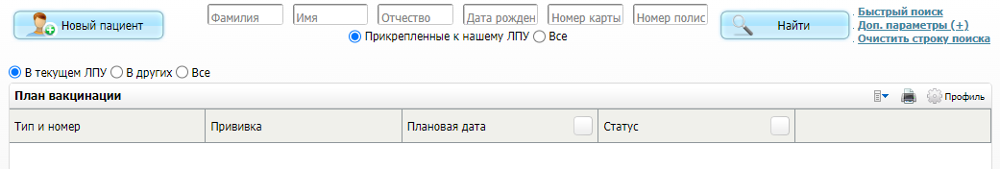 Новый пациент
Фамилия Имя Отчество Дата рожден Номер карты Номер полис
Прикрепленные к нашему ЛПУ Все
Найти
Быстрый поиск
Доп. параметры (+)
Очистить строку поиска
В текущем ЛПУ В других Все
План вакцинации Профиль
Тип и номер Прививка Плановая дата Статус